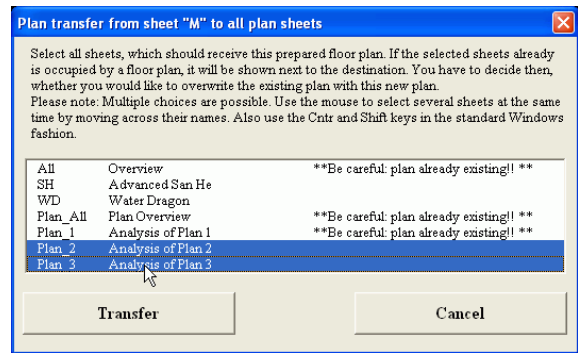 Plan transfer from sheet "M" to all plan sheets
Select all sheets, which should receive this prepared floor plan. If the selected sheets already
is occupied by a floor plan, it will be shown next to the destination. You have to decide then,
whether you would like to overwrite the existing plan with this new plan.
Please note: Multiple choices are possible. Use the mouse to select several sheets at the same
time by moving across their names. Also use the Cntr and Shift keys in the standard Windows
fashion.
All Overview **Be careful: plan already existing!! **
SH Advanced San He
WD Water Dragon
Plan_All Plan Overview **Be careful: plan already existing!! **
Plan_1 Analysis of Plan 1 **Be careful: plan already existing!! **
Plan_2 Analysis of Plan 2
Plan_3 Analysis of Plan 3
Transfer Cancel